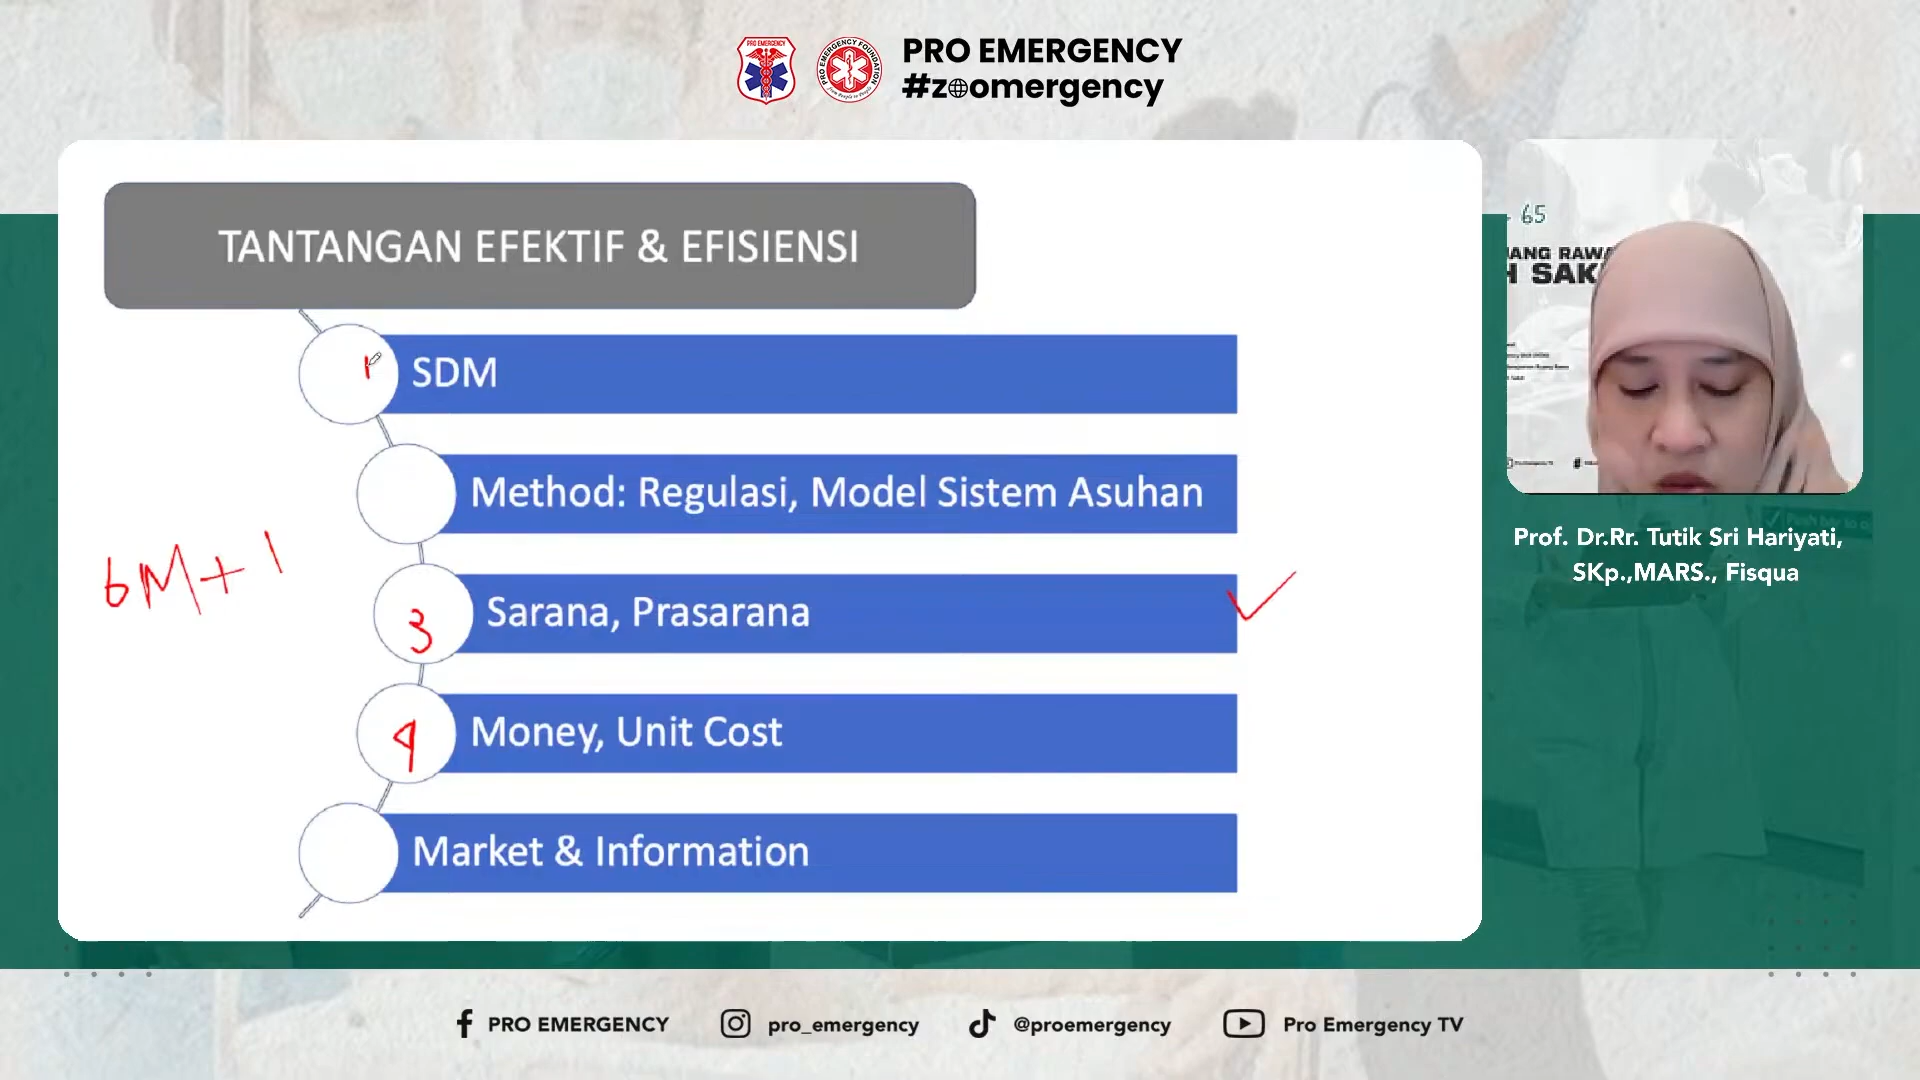 PRO EMERGENCY
#zoomergency
TANTANGAN EFEKTIF & EFISIENSI
SDM
Method: Regulasi, Model Sistem Asuhan
6M+1
3 Sarana, Prasarana
4 Money, Unit Cost
Market & Information
65
ANG RAWA
H SAK
Prof. Dr.Rr. Tutik Sri Hariyati,
SKp.,MARS., Fisqua
PRO EMERGENCY
pro_emergency
@proemergency
Pro Emergency TV